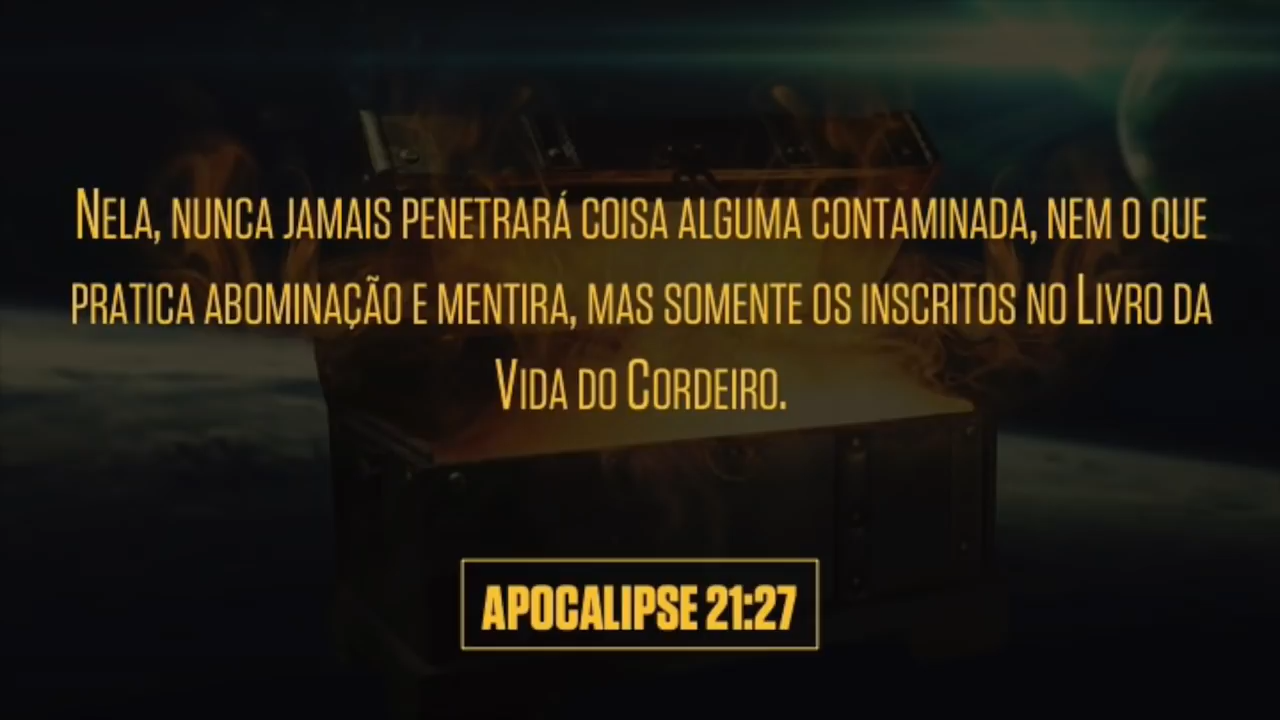 Nela, nunca jamais penetrará coisa alguma contaminada, nem o que
pratica abominação e mentira, mas somente os inscritos no Livro da
Vida do Cordeiro.
APOCALIPSE 21:27